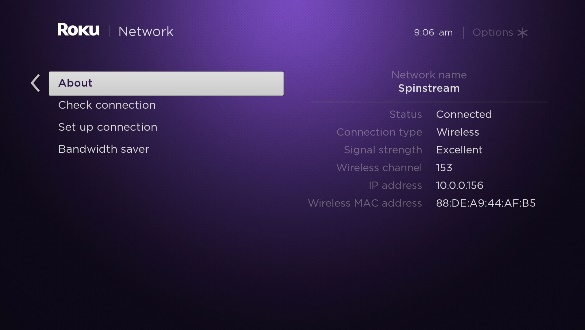 Roku Network 9:06 am Options
About
Check connection
Set up connection
Bandwidth saver
Network name
Spinstream
Status Connected
Connection type Wireless
Signal strength Excellent
Wireless channel 153
IP address 10.0.0.156
Wireless MAC address 88:DE:A9:44:AF:B5